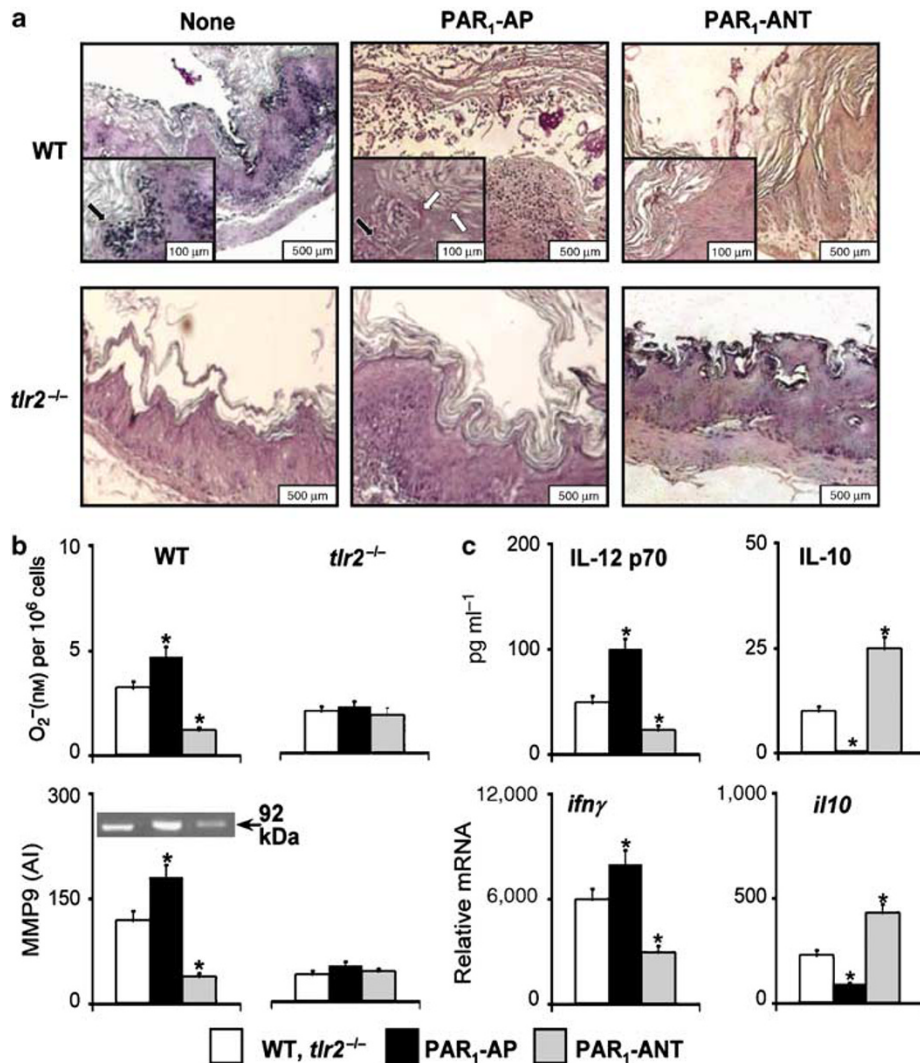 a
None PAR₁-AP PAR₁-ANT
WT
100 µm 500 µm 100 µm 500 µm 100 µm 500 µm
tlr2⁻/⁻
500 µm 500 µm 500 µm
b
WT tlr2⁻/⁻
O₂⁻(nM) per 10⁶ cells
10
5
0
*
*
MMP9 (AI)
300
150
0
92
kDa
*
*
c
IL-12 p70 IL-10
pg ml⁻¹
200
100
0
*
*
50
25
0
*
*
ifnγ il10
Relative mRNA
12,000
6,000
0
*
*
1,000
500
0
*
*
WT, tlr2⁻/⁻ PAR₁-AP PAR₁-ANT